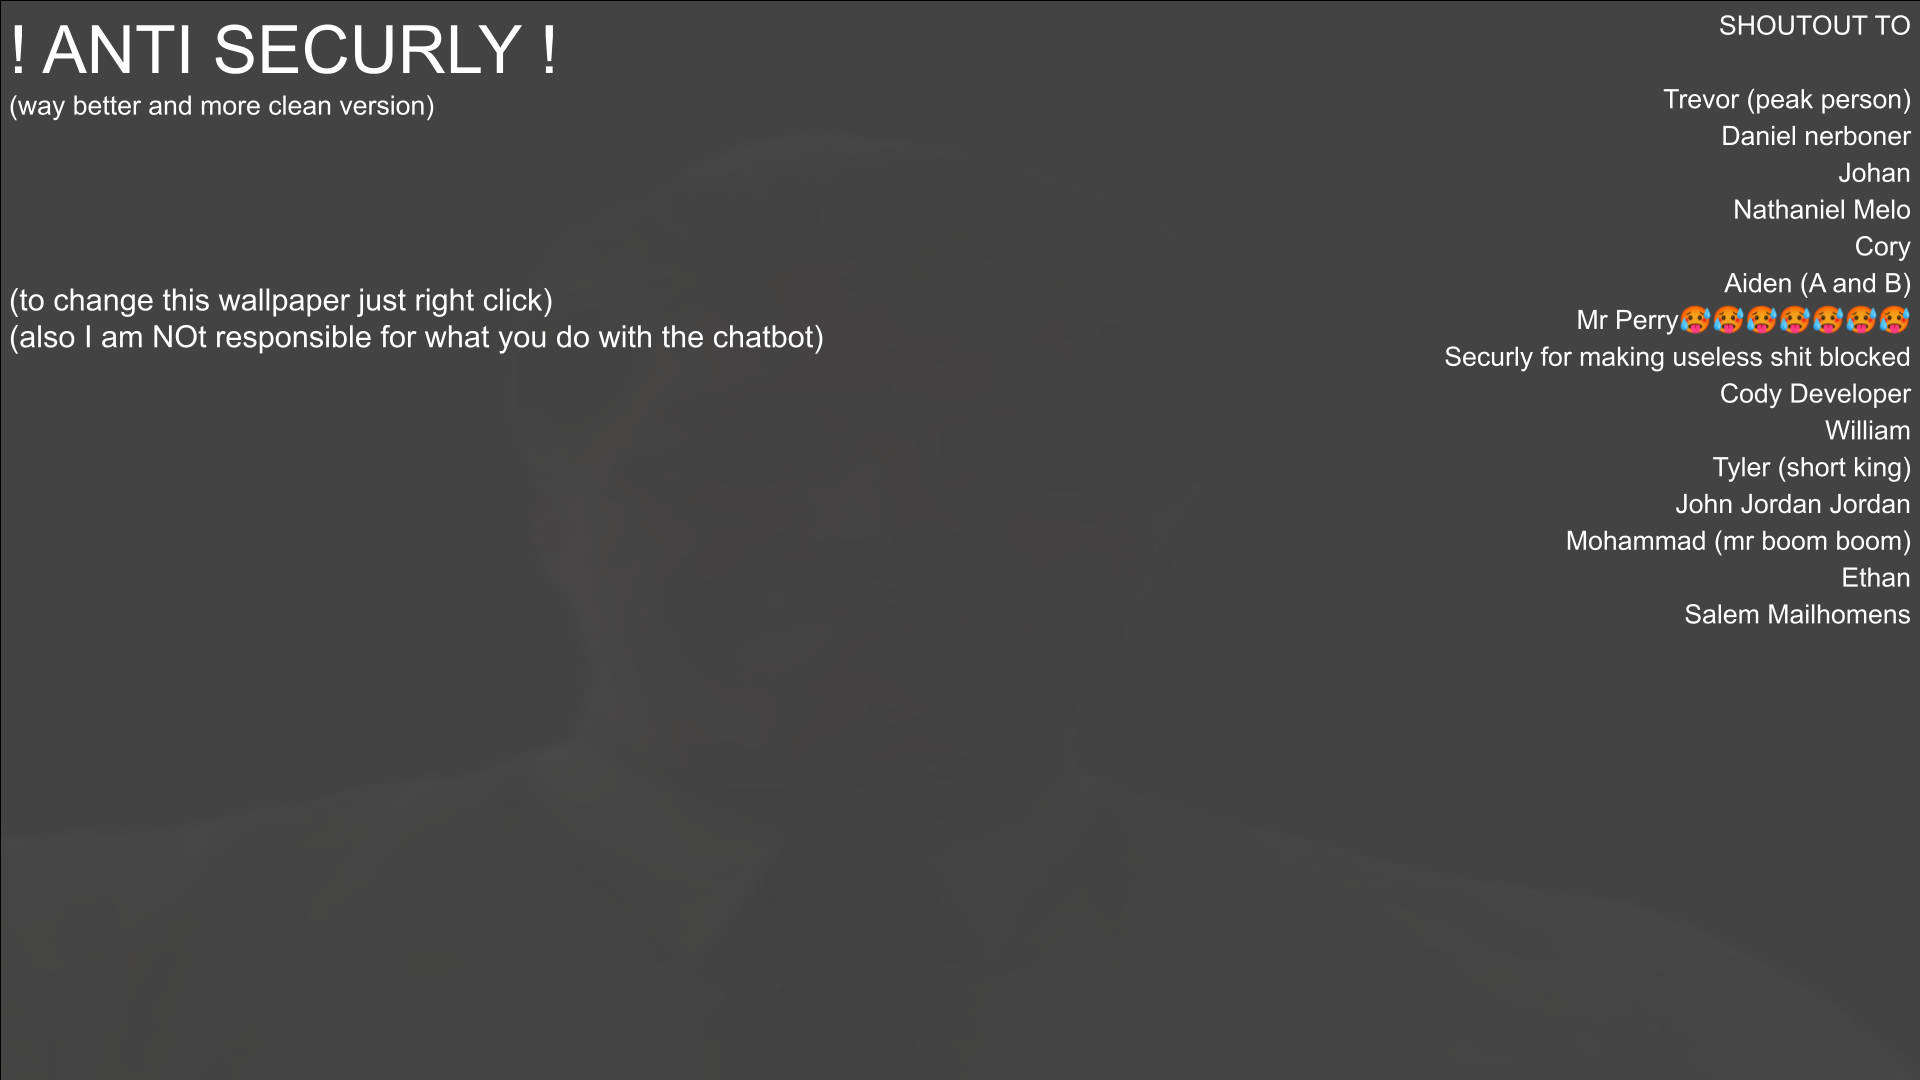 ! ANTI SECURLY !
(way better and more clean version)
(to change this wallpaper just right click)
(also I am NOt responsible for what you do with the chatbot)
SHOUTOUT TO
Trevor (peak person)
Daniel nerboner
Johan
Nathaniel Melo
Cory
Aiden (A and B)
Mr Perry🥵🥵🥵🥵🥵🥵🥵
Securly for making useless shit blocked
Cody Developer
William
Tyler (short king)
John Jordan Jordan
Mohammad (mr boom boom)
Ethan
Salem Mailhomens